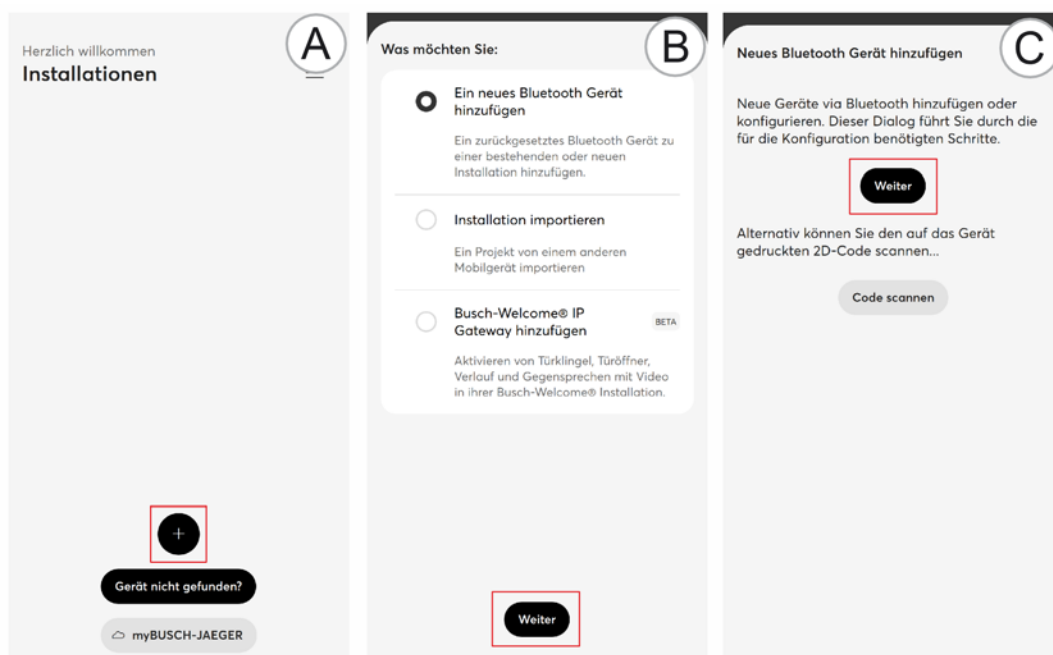 A
Herzlich willkommen
Installationen
+
Gerät nicht gefunden?
myBUSCH-JAEGER
B
Was möchten Sie:
Ein neues Bluetooth Gerät
hinzufügen
Ein zurückgesetztes Bluetooth Gerät zu
einer bestehenden oder neuen
Installation hinzufügen.
Installation importieren
Ein Projekt von einem anderen
Mobilgerät importieren
Busch-Welcome® IP
Gateway hinzufügen
BETA
Aktivieren von Türklingel, Türöffner,
Verlauf und Gegensprechen mit Video
in ihrer Busch-Welcome® Installation.
Weiter
C
Neues Bluetooth Gerät hinzufügen
Neue Geräte via Bluetooth hinzufügen oder
konfigurieren. Dieser Dialog führt Sie durch die
für die Konfiguration benötigten Schritte.
Weiter
Alternativ können Sie den auf das Gerät
gedruckten 2D-Code scannen...
Code scannen